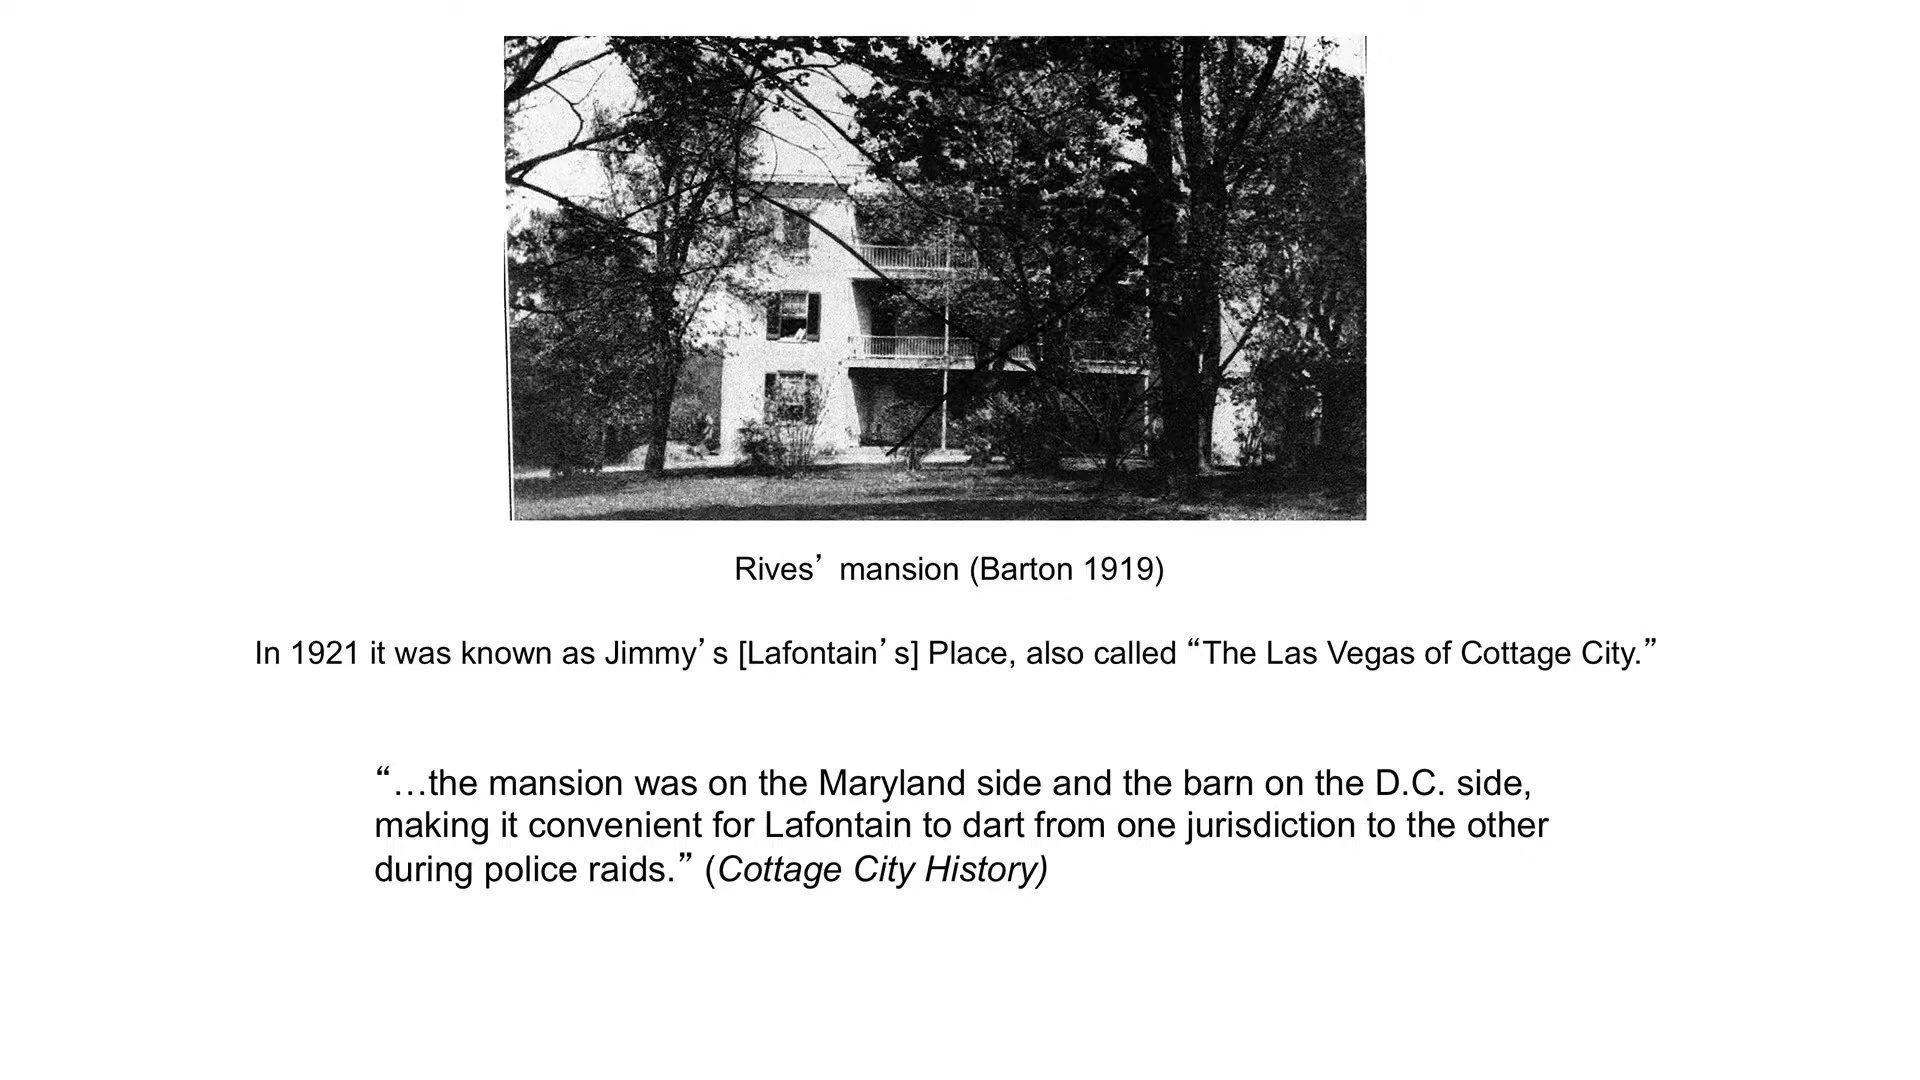 Rives’ mansion (Barton 1919)
In 1921 it was known as Jimmy’s [Lafontain’s] Place, also called “The Las Vegas of Cottage City.”
“…the mansion was on the Maryland side and the barn on the D.C. side,
making it convenient for Lafontain to dart from one jurisdiction to the other
during police raids.” (Cottage City History)